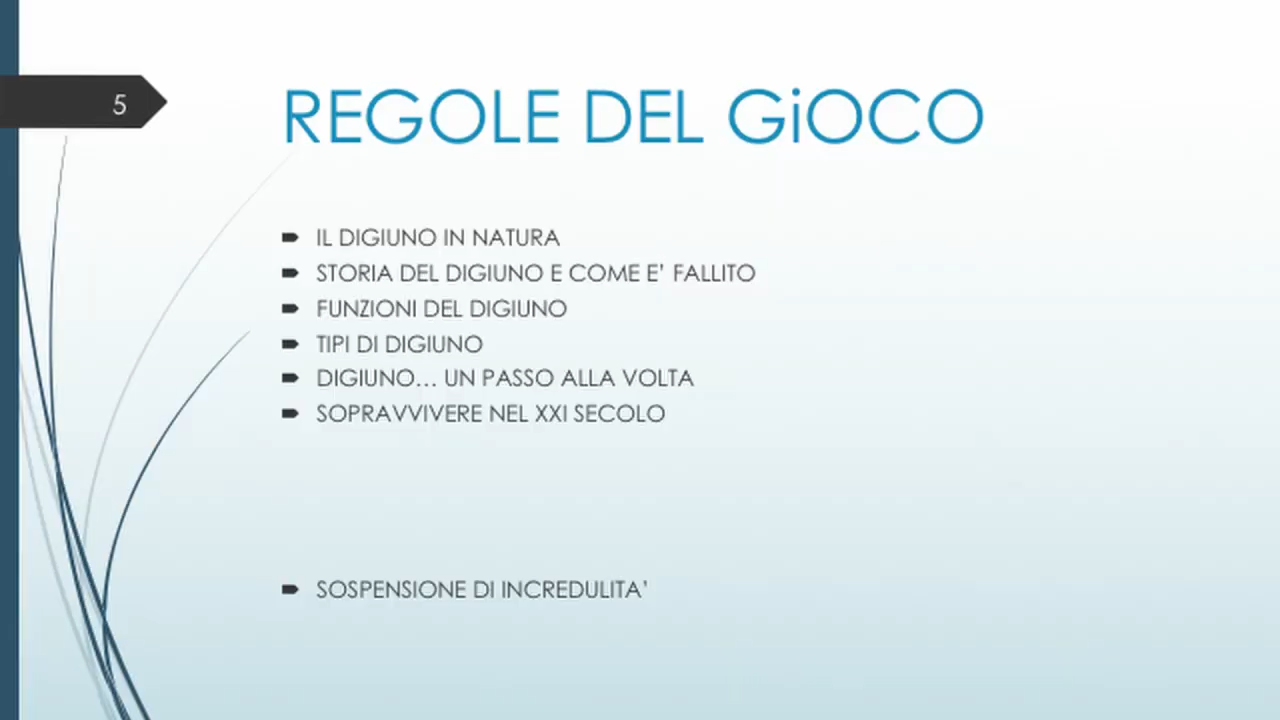 5
REGOLE DEL GiOCO
IL DIGIUNO IN NATURA
STORIA DEL DIGIUNO E COME E' FALLITO
FUNZIONI DEL DIGIUNO
TIPI DI DIGIUNO
DIGIUNO... UN PASSO ALLA VOLTA
SOPRAVVIVERE NEL XXI SECOLO
SOSPENSIONE DI INCREDULITA'